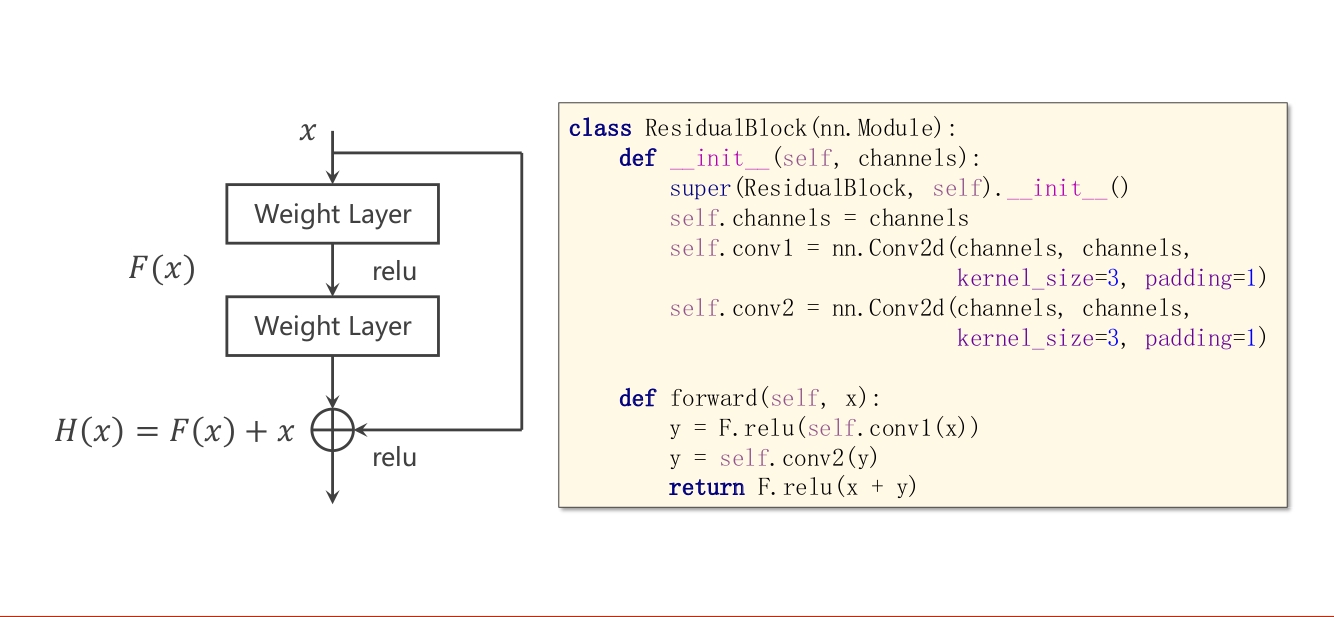 x
Weight Layer
F(x)
relu
Weight Layer
H(x) = F(x) + x
relu
class ResidualBlock(nn.Module):
    def __init__(self, channels):
        super(ResidualBlock, self).__init__()
        self.channels = channels
        self.conv1 = nn.Conv2d(channels, channels,
                               kernel_size=3, padding=1)
        self.conv2 = nn.Conv2d(channels, channels,
                               kernel_size=3, padding=1)
    def forward(self, x):
        y = F.relu(self.conv1(x))
        y = self.conv2(y)
        return F.relu(x + y)